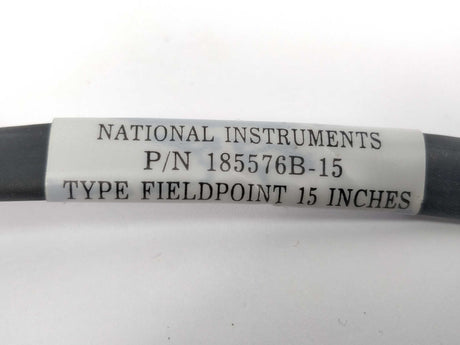 NATIONAL INSTRUMENTS
P/N 185576B-15
TYPE FIELDPOINT 15 INCHES